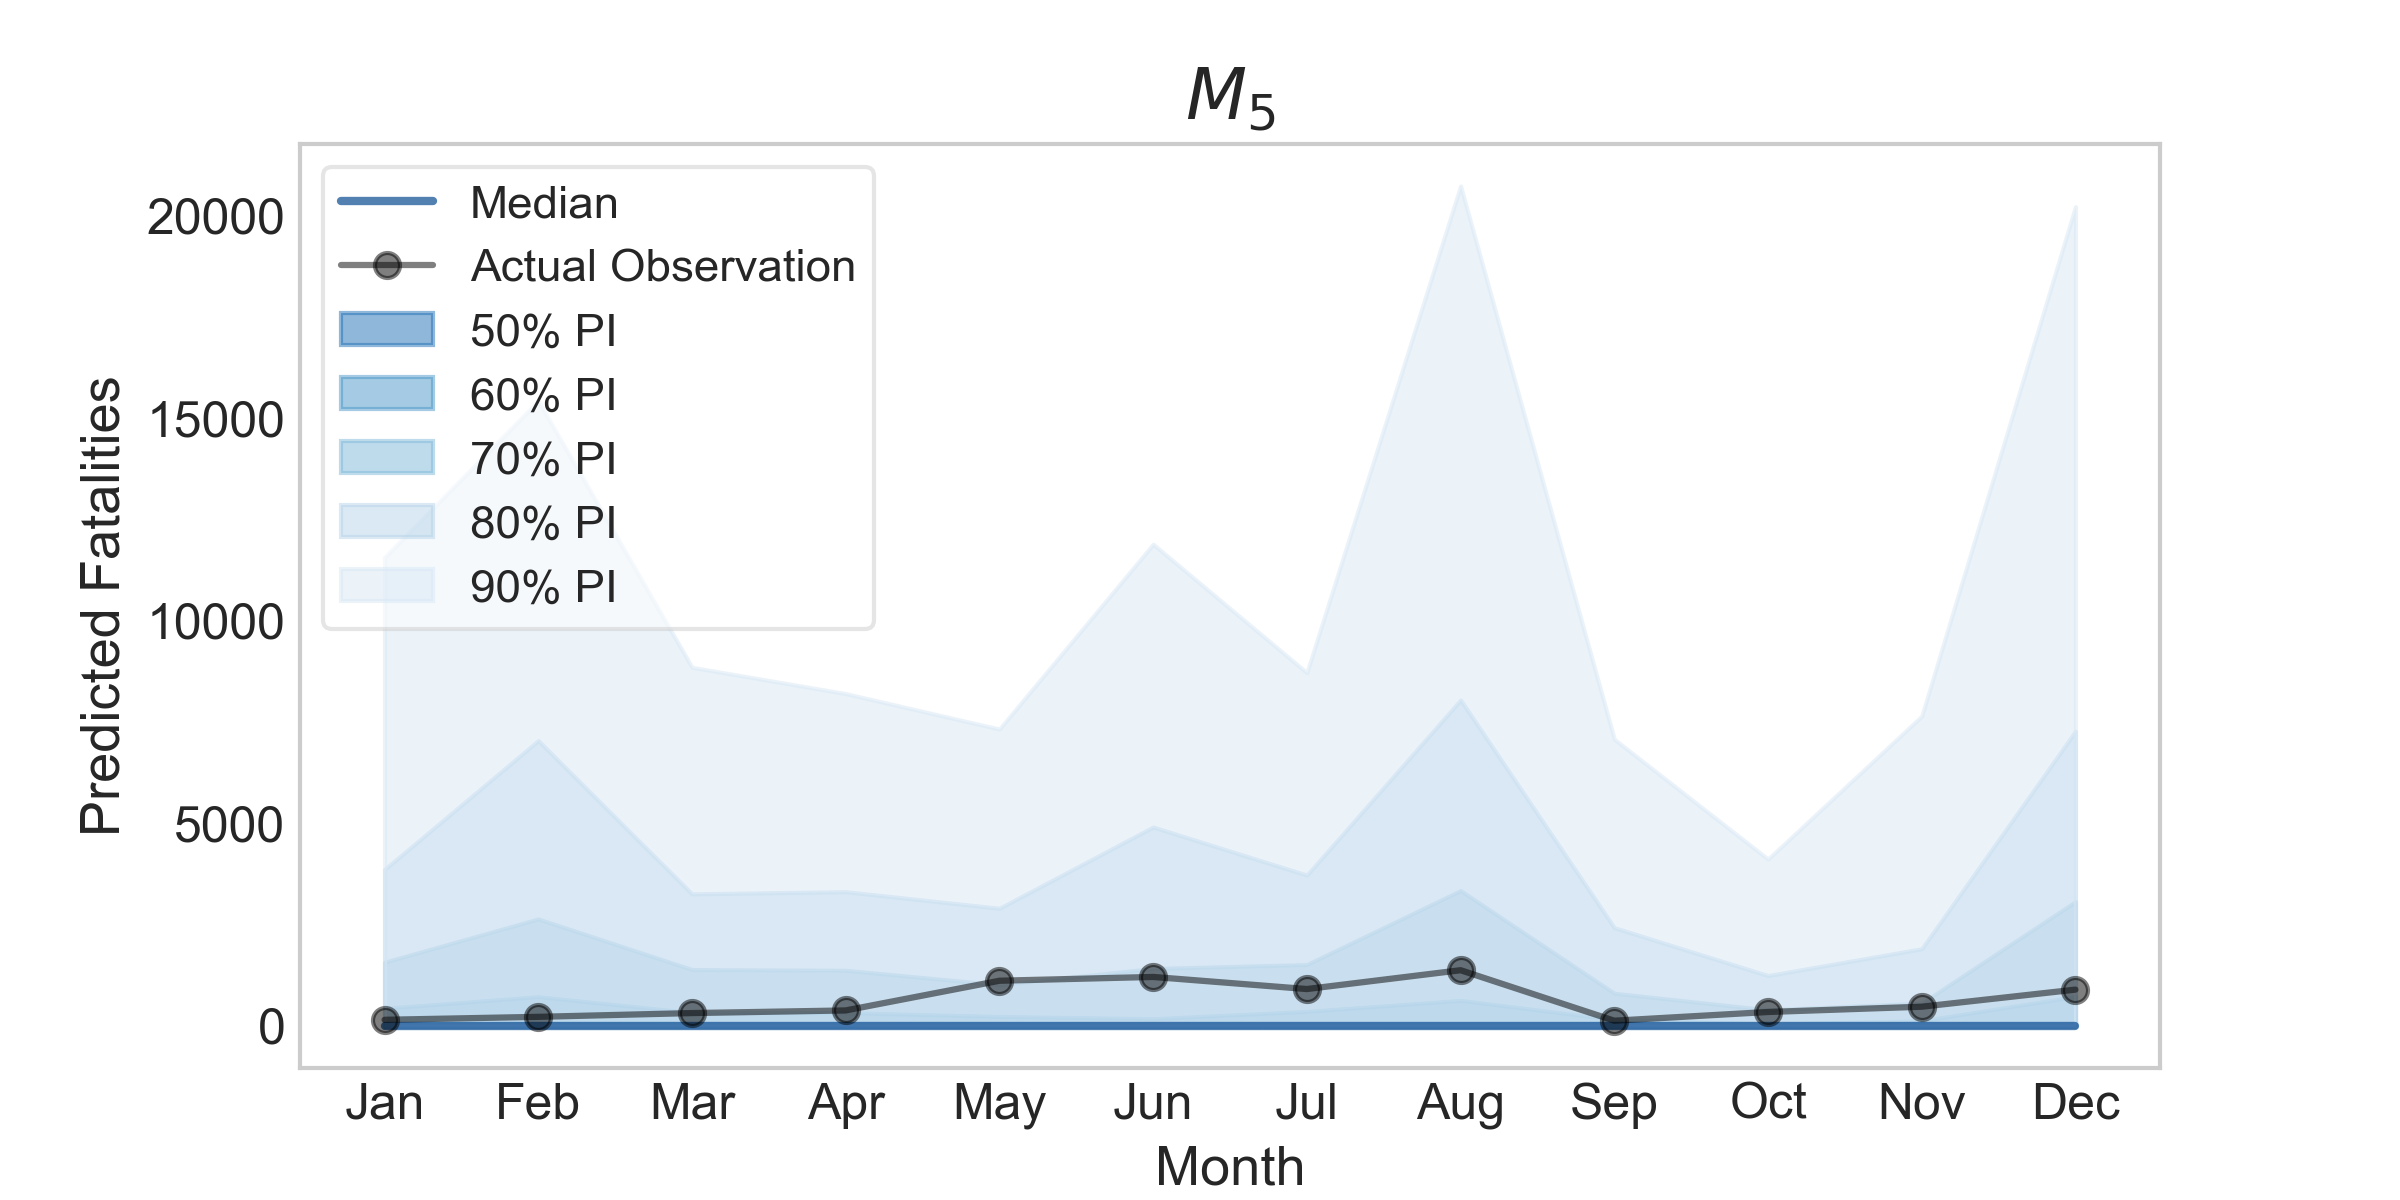 M5
Predicted Fatalities
20000
15000
10000
5000
0
Median
Actual Observation
50% PI
60% PI
70% PI
80% PI
90% PI
Jan Feb Mar Apr May Jun Jul Aug Sep Oct Nov Dec
Month